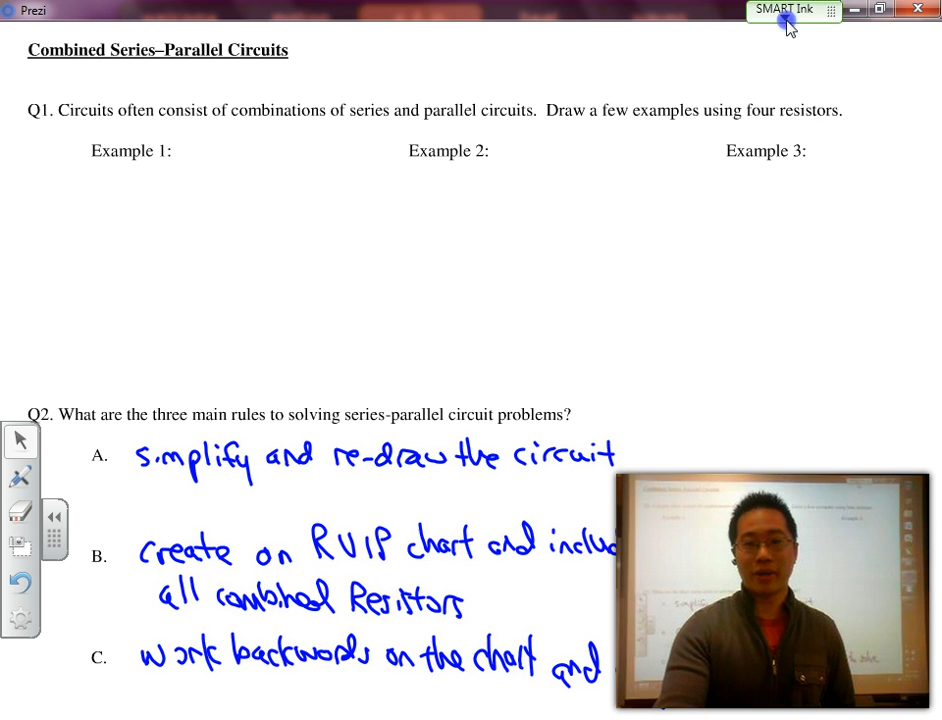 Prezi
SMART Ink
Combined Series–Parallel Circuits
Q1. Circuits often consist of combinations of series and parallel circuits.  Draw a few examples using four resistors.
Example 1:
Example 2:
Example 3:
Q2. What are the three main rules to solving series-parallel circuit problems?
A. simplify and re-draw the circuit
B. create an RVIP chart and includ
all combined Resistors
C. work backwards on the chart and